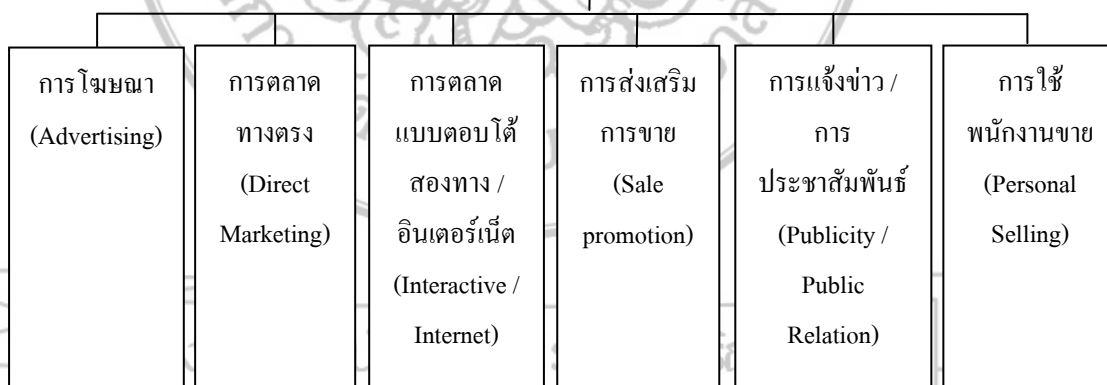 การโฆษณา
(Advertising)
การตลาด
ทางตรง
(Direct
Marketing)
การตลาด
แบบตอบโต้
สองทาง /
อินเตอร์เน็ต
(Interactive /
Internet)
การส่งเสริม
การขาย
(Sale
promotion)
การแจ้งข่าว /
การ
ประชาสัมพันธ์
(Publicity /
Public
Relation)
การใช้
พนักงานขาย
(Personal
Selling)